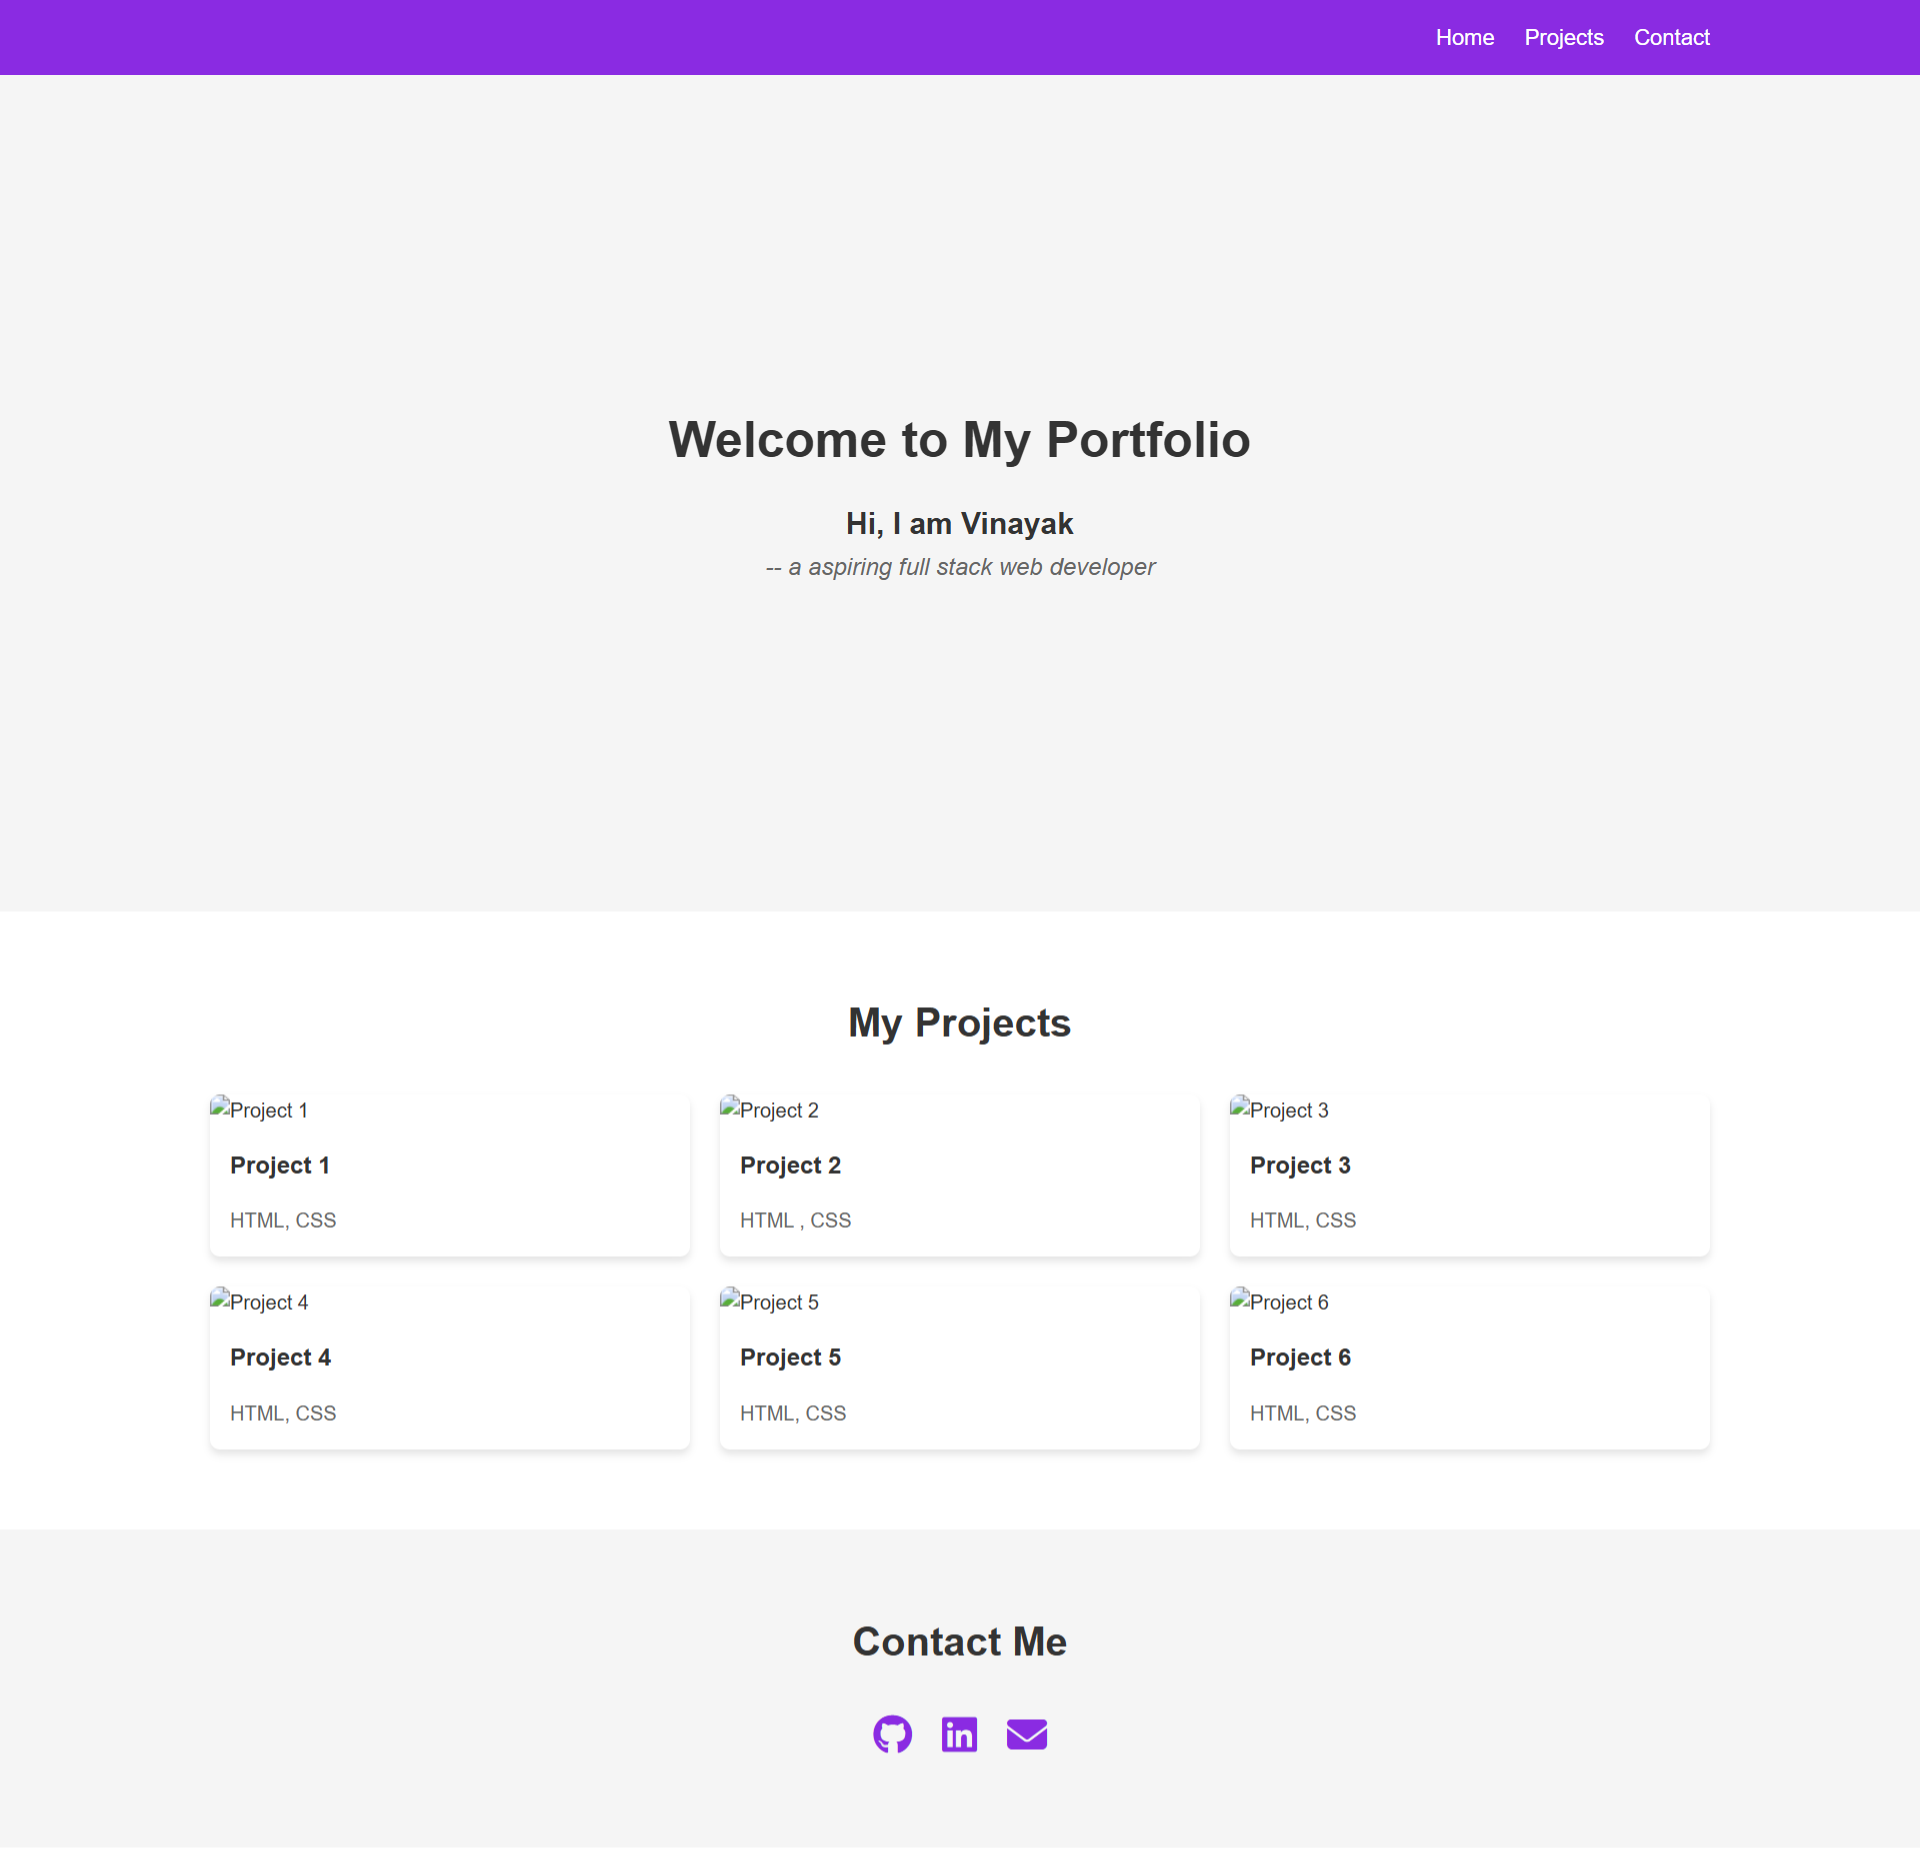 Home Projects Contact
Welcome to My Portfolio
Hi, I am Vinayak
-- a aspiring full stack web developer
My Projects
Project 1
Project 1
HTML, CSS
Project 2
Project 2
HTML , CSS
Project 3
Project 3
HTML, CSS
Project 4
Project 4
HTML, CSS
Project 5
Project 5
HTML, CSS
Project 6
Project 6
HTML, CSS
Contact Me